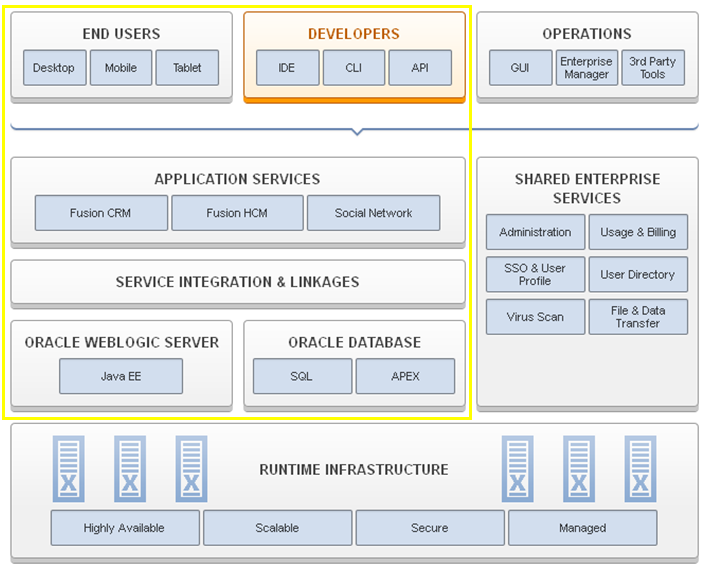 END USERS
Desktop
Mobile
Tablet
DEVELOPERS
IDE
CLI
API
OPERATIONS
GUI
Enterprise
Manager
3rd Party
Tools
APPLICATION SERVICES
Fusion CRM
Fusion HCM
Social Network
SERVICE INTEGRATION & LINKAGES
ORACLE WEBLOGIC SERVER
Java EE
ORACLE DATABASE
SQL
APEX
SHARED ENTERPRISE
SERVICES
Administration
Usage & Billing
SSO & User
Profile
User Directory
Virus Scan
File & Data
Transfer
X
X
X
RUNTIME INFRASTRUCTURE
X
X
X
Highly Available
Scalable
Secure
Managed